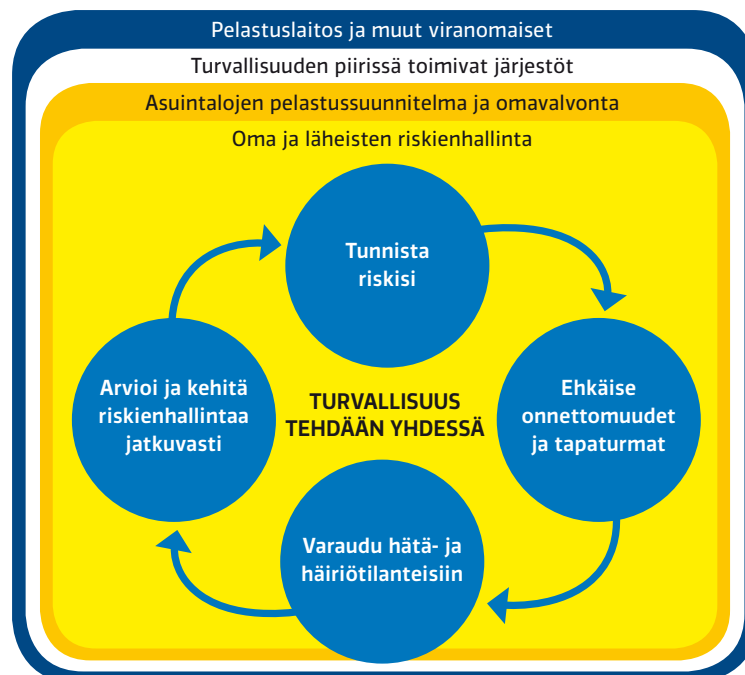 Pelastuslaitos ja muut viranomaiset
Turvallisuuden piirissä toimivat järjestöt
Asuintalojen pelastussuunnitelma ja omavalvonta
Oma ja läheisten riskienhallinta
Tunnista
riskisi
Ehkäise
onnettomuudet
ja tapaturmat
Varaudu hätä- ja
häiriötilanteisiin
Arvioi ja kehitä
riskienhallintaa
jatkuvasti
TURVALLISUUS
TEHDÄÄN YHDESSÄ